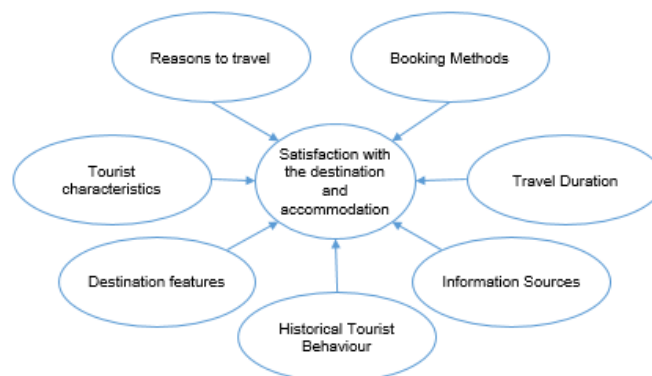 Reasons to travel
Booking Methods
Satisfaction with
the destination
and
accommodation
Tourist
characteristics
Travel Duration
Destination features
Information Sources
Historical Tourist
Behaviour